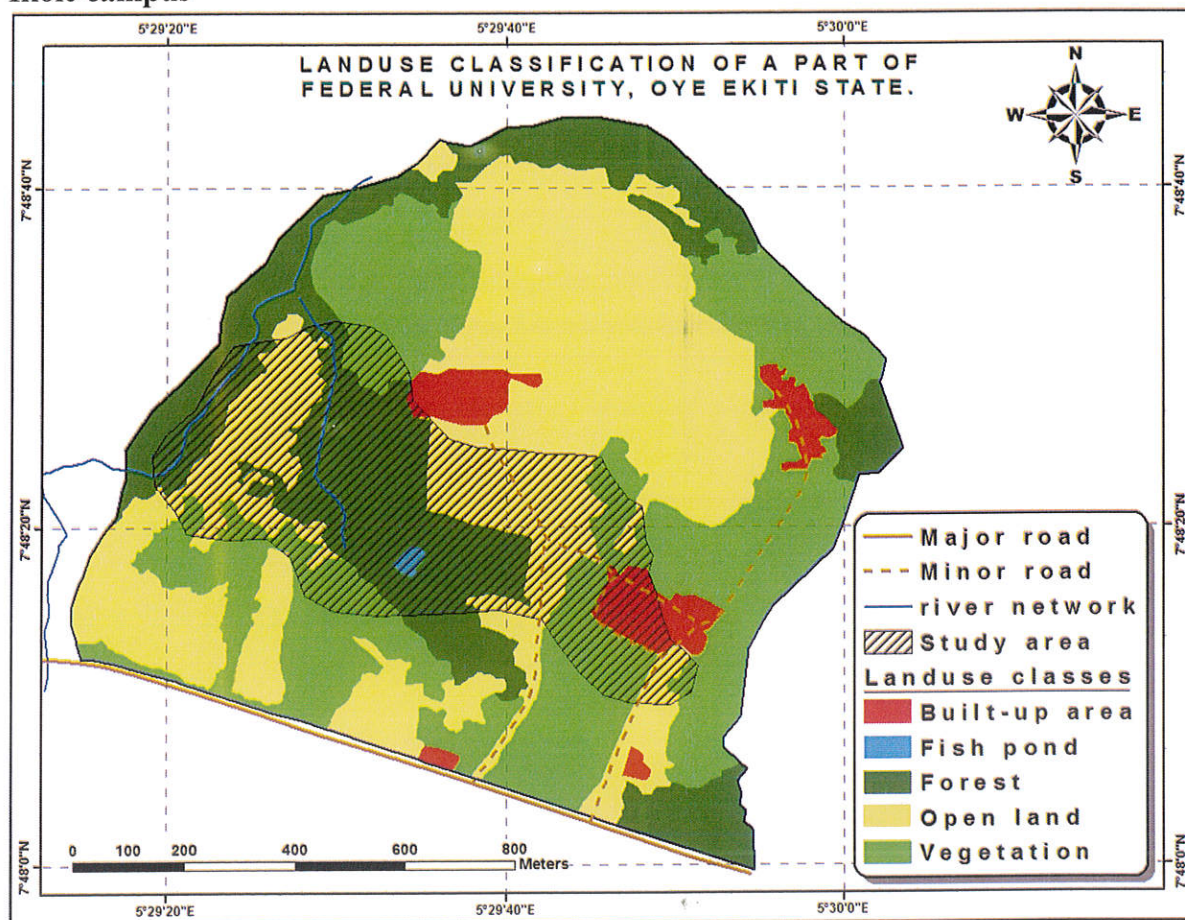 5°29'20"E 5°29'40"E 5°30'0"E
LANDUSE CLASSIFICATION OF A PART OF
FEDERAL UNIVERSITY, OYE EKITI STATE.
N
W E
S
7°48'40"N 7°48'40"N
7°48'20"N 7°48'20"N
Major road
Minor road
river network
Study area
Landuse classes
Built-up area
Fish pond
Forest
Open land
Vegetation
0 100 200 400 600 800
Meters
7°48'0"N 7°48'0"N
5°29'20"E 5°29'40"E 5°30'0"E